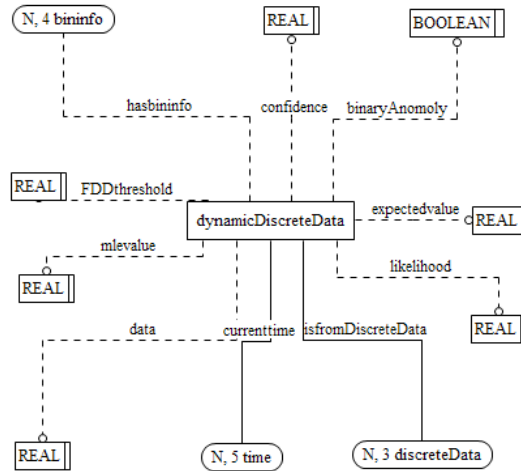 N, 4 bininfo
REAL
BOOLEAN
hasbininfo
confidence
binaryAnomoly
REAL
FDDthreshold
dynamicDiscreteData
expectedvalue
REAL
mlevalue
REAL
likelihood
REAL
data
currenttime
isfromDiscreteData
REAL
N, 5 time
N, 3 discreteData